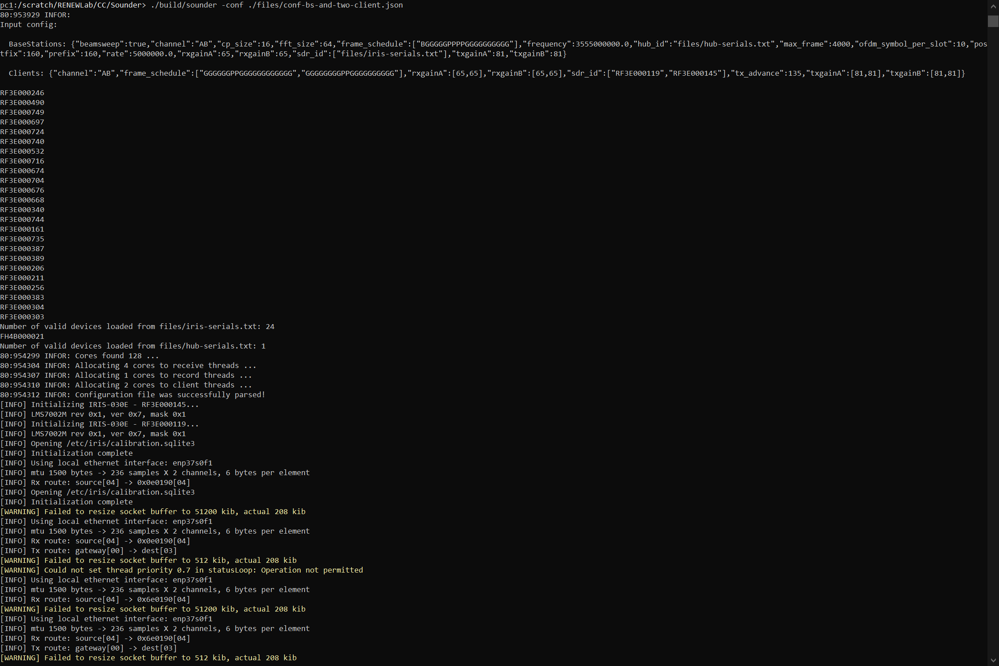 pc1:/scratch/RENEWLab/CC/Sounder> ./build/sounder -conf ./files/conf-bs-and-two-client.json
80:953929 INFOR:
Input config:
  BaseStations: {"beamsweep":true,"channel":"AB","cp_size":16,"fft_size":64,"frame_schedule":["BGGGGGPPPPGGGGGGGGGG"],"frequency":3555000000.0,"hub_id":"files/hub-serials.txt","max_frame":4000,"ofdm_symbol_per_slot":10,"pos
tfix":160,"prefix":160,"rate":5000000.0,"rxgainA":65,"rxgainB":65,"sdr_id":["files/iris-serials.txt"],"txgainA":81,"txgainB":81}
  Clients: {"channel":"AB","frame_schedule":["GGGGGGPPGGGGGGGGGGGG","GGGGGGGGPPGGGGGGGGGG"],"rxgainA":[65,65],"rxgainB":[65,65],"sdr_id":["RF3E000119","RF3E000145"],"tx_advance":135,"txgainA":[81,81],"txgainB":[81,81]}
RF3E000246
RF3E000490
RF3E000749
RF3E000697
RF3E000724
RF3E000740
RF3E000532
RF3E000716
RF3E000674
RF3E000704
RF3E000676
RF3E000668
RF3E000340
RF3E000744
RF3E000161
RF3E000735
RF3E000387
RF3E000389
RF3E000206
RF3E000211
RF3E000256
RF3E000383
RF3E000304
RF3E000303
Number of valid devices loaded from files/iris-serials.txt: 24
FH4B000021
Number of valid devices loaded from files/hub-serials.txt: 1
80:954299 INFOR: Cores found 128 ...
80:954304 INFOR: Allocating 4 cores to receive threads ...
80:954307 INFOR: Allocating 1 cores to record threads ...
80:954310 INFOR: Allocating 2 cores to client threads ...
80:954312 INFOR: Configuration file was successfully parsed!
[INFO] Initializing IRIS-030E - RF3E000145...
[INFO] LMS7002M rev 0x1, ver 0x7, mask 0x1
[INFO] Initializing IRIS-030E - RF3E000119...
[INFO] LMS7002M rev 0x1, ver 0x7, mask 0x1
[INFO] Opening /etc/iris/calibration.sqlite3
[INFO] Initialization complete
[INFO] Using local ethernet interface: enp37s0f1
[INFO] mtu 1500 bytes -> 236 samples X 2 channels, 6 bytes per element
[INFO] Rx route: source[04] -> 0x0e0190[04]
[INFO] Opening /etc/iris/calibration.sqlite3
[INFO] Initialization complete
[WARNING] Failed to resize socket buffer to 51200 kib, actual 208 kib
[INFO] Using local ethernet interface: enp37s0f1
[INFO] mtu 1500 bytes -> 236 samples X 2 channels, 6 bytes per element
[INFO] Rx route: source[04] -> 0x0e0190[04]
[INFO] Tx route: gateway[00] -> dest[03]
[WARNING] Failed to resize socket buffer to 512 kib, actual 208 kib
[WARNING] Could not set thread priority 0.7 in statusLoop: Operation not permitted
[INFO] Using local ethernet interface: enp37s0f1
[INFO] mtu 1500 bytes -> 236 samples X 2 channels, 6 bytes per element
[INFO] Rx route: source[04] -> 0x6e0190[04]
[WARNING] Failed to resize socket buffer to 51200 kib, actual 208 kib
[INFO] Using local ethernet interface: enp37s0f1
[INFO] mtu 1500 bytes -> 236 samples X 2 channels, 6 bytes per element
[INFO] Rx route: source[04] -> 0x6e0190[04]
[INFO] Tx route: gateway[00] -> dest[03]
[WARNING] Failed to resize socket buffer to 512 kib, actual 208 kib